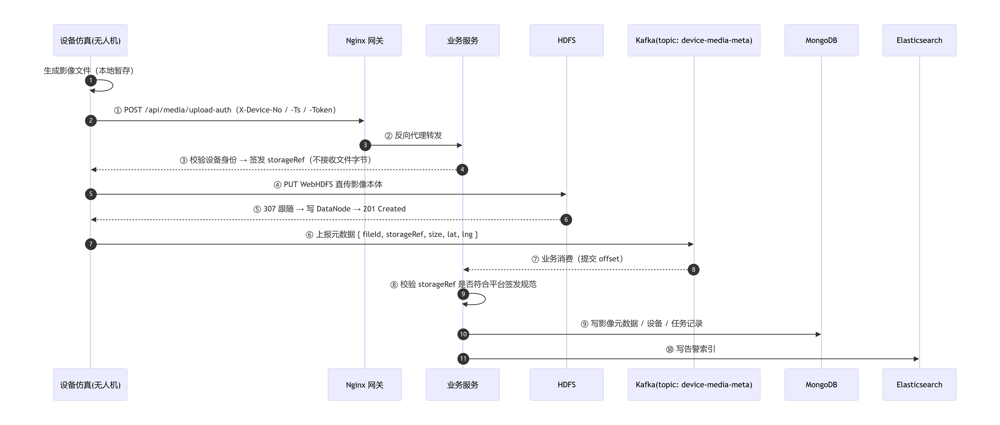 设备仿真(无人机)
Nginx 网关
业务服务
HDFS
Kafka(topic: device-media-meta)
MongoDB
Elasticsearch
生成影像文件（本地暂存）
1
① POST /api/media/upload-auth（X-Device-No / -Ts / -Token）
2
② 反向代理转发
3
③ 校验设备身份 → 签发 storageRef（不接收文件字节）
4
④ PUT WebHDFS 直传影像本体
5
⑤ 307 跟随 → 写 DataNode → 201 Created
6
⑥ 上报元数据 { fileId, storageRef, size, lat, lng }
7
⑦ 业务消费（提交 offset）
8
⑧ 校验 storageRef 是否符合平台签发规范
9
⑨ 写影像元数据 / 设备 / 任务记录
10
⑩ 写告警索引
11
设备仿真(无人机)
Nginx 网关
业务服务
HDFS
Kafka(topic: device-media-meta)
MongoDB
Elasticsearch